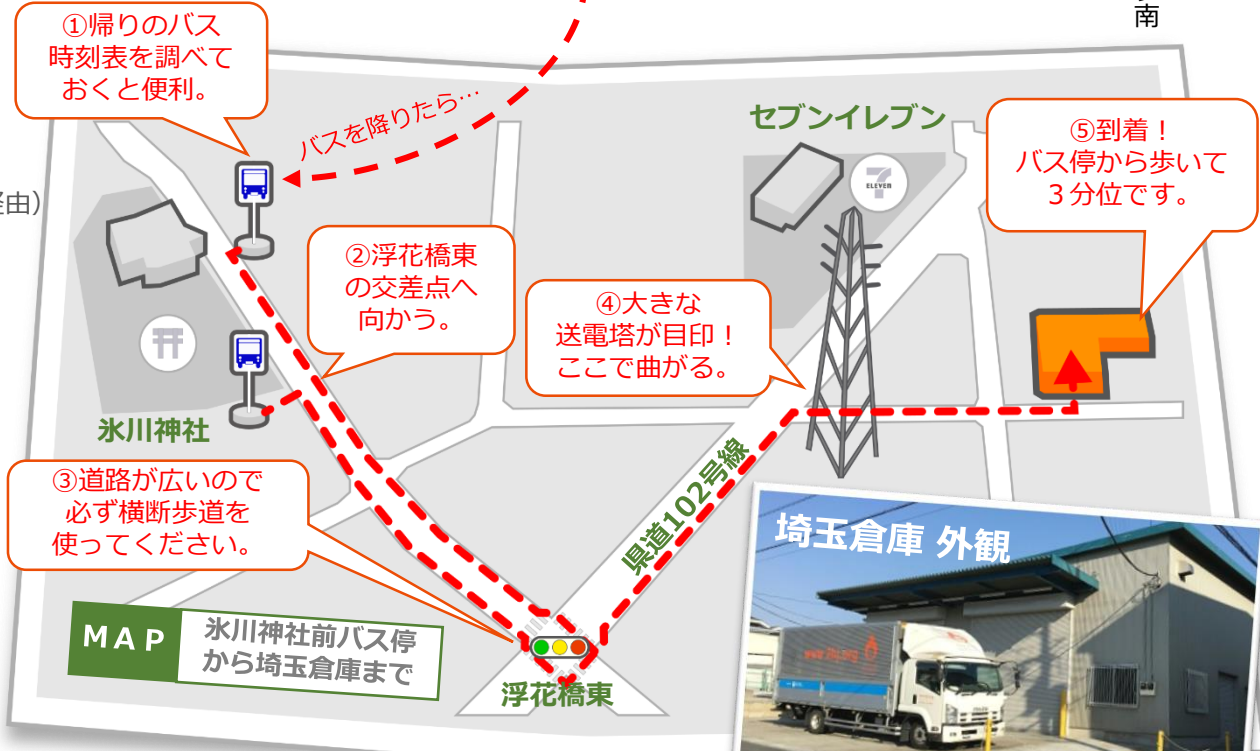 南
①帰りのバス
時刻表を調べて
おくと便利。
バスを降りたら…
セブンイレブン
ELEVEN
⑤到着！
バス停から歩いて
３分位です。
経由）
②浮花橋東
の交差点へ
向かう。
④大きな
送電塔が目印！
ここで曲がる。
氷川神社
③道路が広いので
必ず横断歩道を
使ってください。
県道102号線
埼玉倉庫 外観
MAP
氷川神社前バス停
から埼玉倉庫まで
浮花橋東